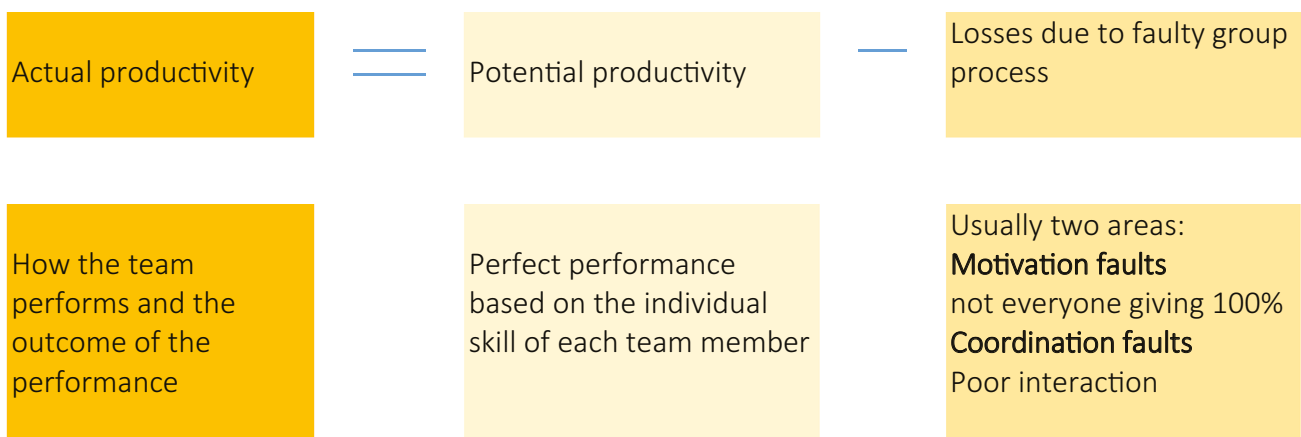 Actual productivity
Potential productivity
Losses due to faulty group
process
How the team
performs and the
outcome of the
performance
Perfect performance
based on the individual
skill of each team member
Usually two areas:
Motivation faults
not everyone giving 100%
Coordination faults
Poor interaction